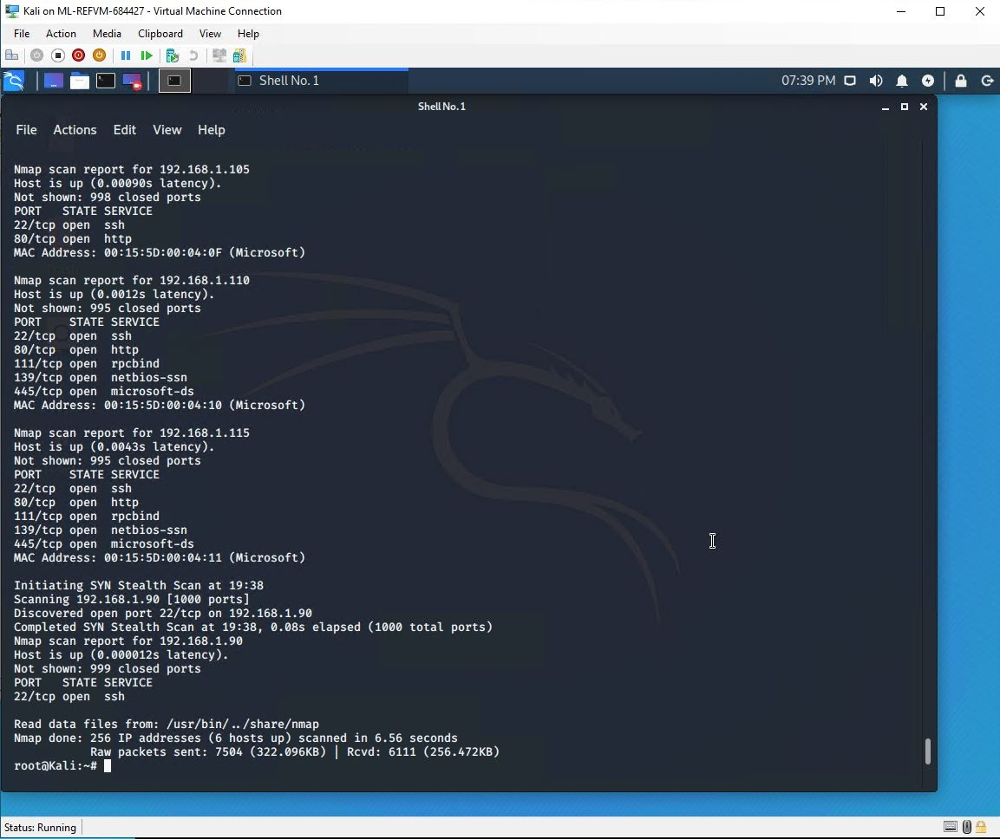 Kali on ML-REFVM-684427 - Virtual Machine Connection
File Action Media Clipboard View Help
Shell No. 1
07:39 PM
Shell No.1
File Actions Edit View Help
Nmap scan report for 192.168.1.105
Host is up (0.00090s latency).
Not shown: 998 closed ports
PORT   STATE SERVICE
22/tcp open  ssh
80/tcp open  http
MAC Address: 00:15:5D:00:04:0F (Microsoft)
Nmap scan report for 192.168.1.110
Host is up (0.0012s latency).
Not shown: 995 closed ports
PORT    STATE SERVICE
22/tcp  open  ssh
80/tcp  open  http
111/tcp open  rpcbind
139/tcp open  netbios-ssn
445/tcp open  microsoft-ds
MAC Address: 00:15:5D:00:04:10 (Microsoft)
Nmap scan report for 192.168.1.115
Host is up (0.0043s latency).
Not shown: 995 closed ports
PORT    STATE SERVICE
22/tcp  open  ssh
80/tcp  open  http
111/tcp open  rpcbind
139/tcp open  netbios-ssn
445/tcp open  microsoft-ds
MAC Address: 00:15:5D:00:04:11 (Microsoft)
Initiating SYN Stealth Scan at 19:38
Scanning 192.168.1.90 [1000 ports]
Discovered open port 22/tcp on 192.168.1.90
Completed SYN Stealth Scan at 19:38, 0.08s elapsed (1000 total ports)
Nmap scan report for 192.168.1.90
Host is up (0.000012s latency).
Not shown: 999 closed ports
PORT   STATE SERVICE
22/tcp open  ssh
Read data files from: /usr/bin/../share/nmap
Nmap done: 256 IP addresses (6 hosts up) scanned in 6.56 seconds
Raw packets sent: 7504 (322.096KB) | Rcvd: 6111 (256.472KB)
root@Kali:~#
Status: Running